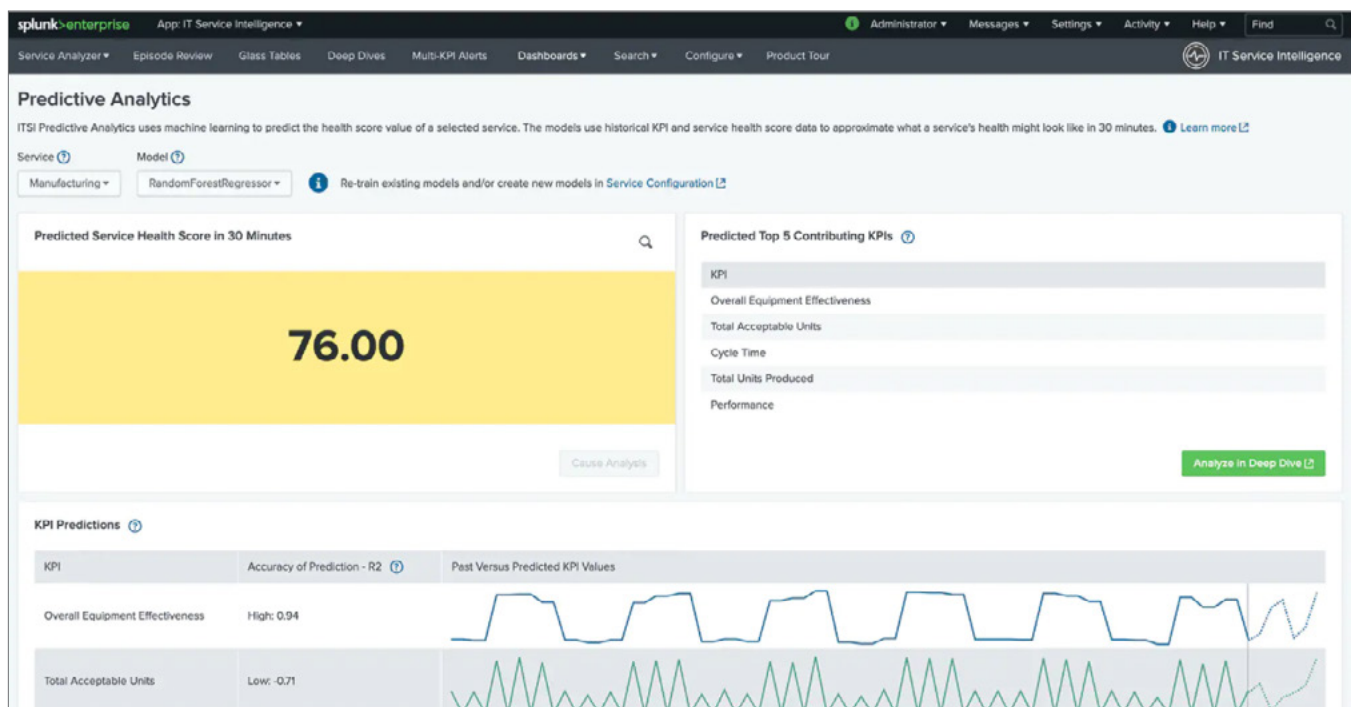 splunk>enterprise App: IT Service Intelligence ▾ i Administrator ▾ Messages ▾ Settings ▾ Activity ▾ Help ▾ Find
Service Analyzer ▾ Episode Review Glass Tables Deep Dives Multi-KPI Alerts Dashboards ▾ Search ▾ Configure ▾ Product Tour IT Service Intelligence
Predictive Analytics
ITSI Predictive Analytics uses machine learning to predict the health score value of a selected service. The models use historical KPI and service health score data to approximate what a service's health might look like in 30 minutes. i Learn more
Service ? Model ?
Manufacturing ▾ RandomForestRegressor ▾ i Re-train existing models and/or create new models in Service Configuration
Predicted Service Health Score in 30 Minutes
76.00
Cause Analysis
Predicted Top 5 Contributing KPIs ?
KPI
Overall Equipment Effectiveness
Total Acceptable Units
Cycle Time
Total Units Produced
Performance
Analyze in Deep Dive
KPI Predictions ?
KPI Accuracy of Prediction - R2 ? Past Versus Predicted KPI Values
Overall Equipment Effectiveness High: 0.94
Total Acceptable Units Low: -0.71